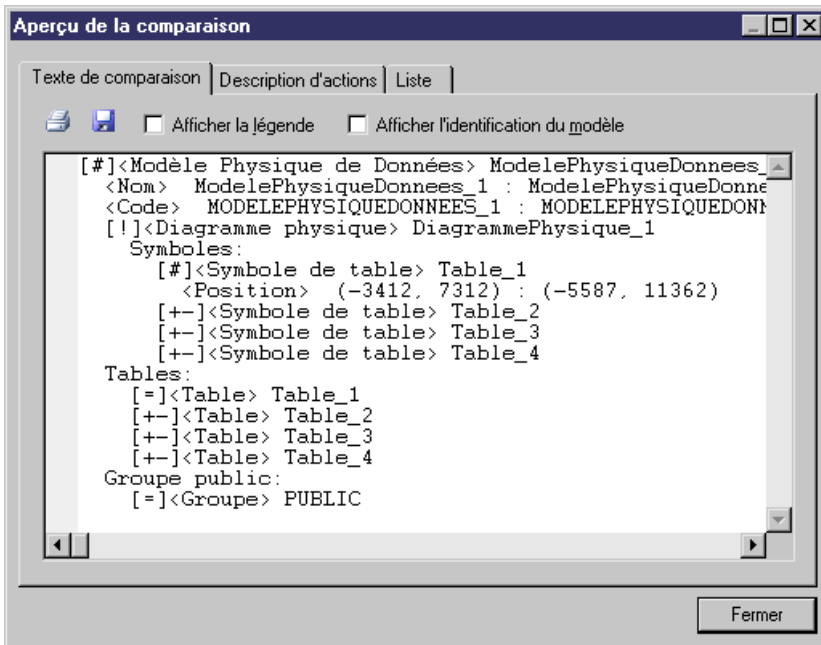 Aperçu de la comparaison
Texte de comparaison Description d'actions Liste
Afficher la légende Afficher l'identification du modèle
[#]<Modèle Physique de Données> ModelePhysiqueDonnees_
<Nom> ModelePhysiqueDonnees_1 : ModelePhysiqueDonne
<Code> MODELEPHYSIQUEDONNEES_1 : MODELEPHYSIQUEDONN
[!]<Diagramme physique> DiagrammePhysique_1
Symboles:
[#]<Symbole de table> Table_1
<Position> (-3412, 7312) : (-5587, 11362)
[+-]<Symbole de table> Table_2
[+-]<Symbole de table> Table_3
[+-]<Symbole de table> Table_4
Tables:
[=]<Table> Table_1
[+-]<Table> Table_2
[+-]<Table> Table_3
[+-]<Table> Table_4
Groupe public:
[=]<Groupe> PUBLIC
Fermer